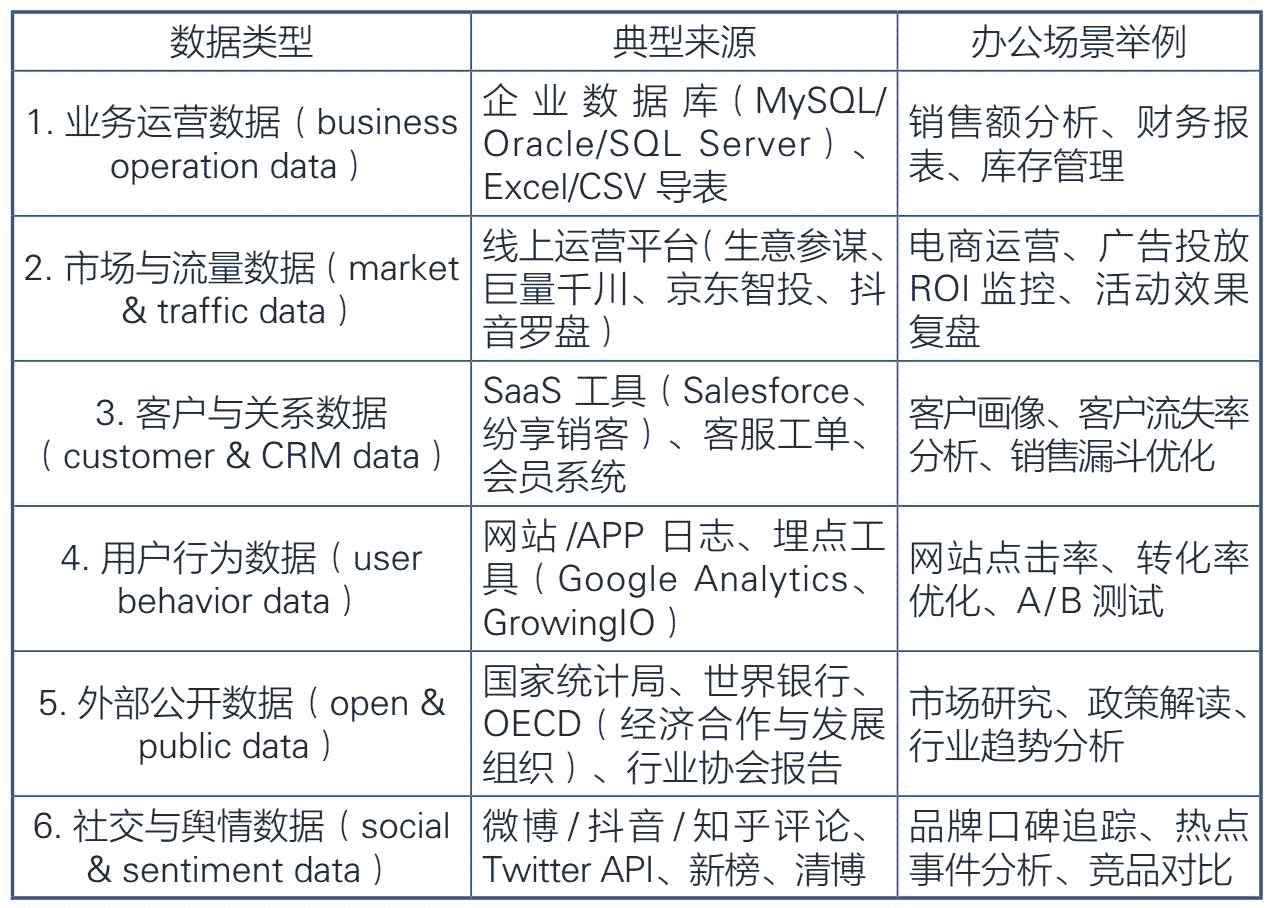 数据类型
典型来源
办公场景举例
1. 业务运营数据（business
operation data）
企业数据库（MySQL/
Oracle/SQL Server）、
Excel/CSV 导表
销售额分析、财务报
表、库存管理
2. 市场与流量数据（market
& traffic data）
线上运营平台（生意参谋、
巨量千川、京东智投、抖
音罗盘）
电商运营、广告投放
ROI 监控、活动效果
复盘
3. 客户与关系数据
（customer & CRM data）
SaaS 工具（Salesforce、
纷享销客）、客服工单、
会员系统
客户画像、客户流失率
分析、销售漏斗优化
4. 用户行为数据（user
behavior data）
网站/APP 日志、埋点工
具（Google Analytics、
GrowingIO）
网站点击率、转化率
优化、A/B 测试
5. 外部公开数据（open &
public data）
国家统计局、世界银行、
OECD（经济合作与发展
组织）、行业协会报告
市场研究、政策解读、
行业趋势分析
6. 社交与舆情数据（social
& sentiment data）
微博/抖音/知乎评论、
Twitter API、新榜、清博
品牌口碑追踪、热点
事件分析、竞品对比